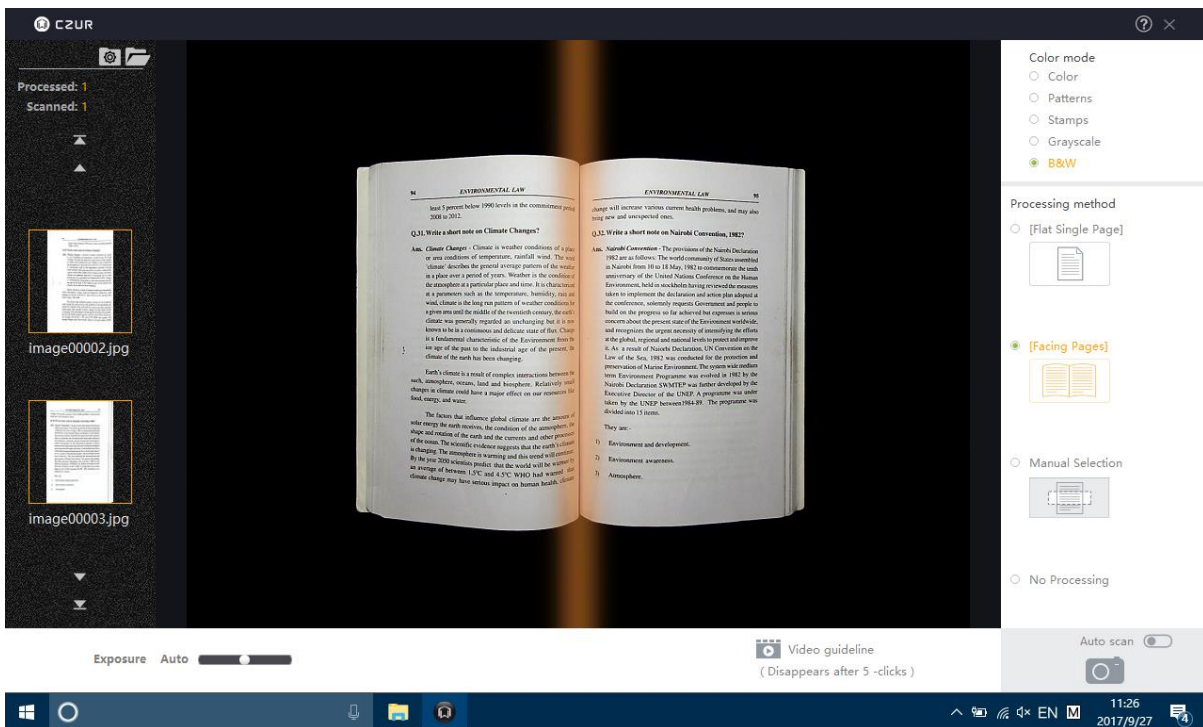 CZUR
Processed: 1
Scanned: 1
image00002.jpg
image00003.jpg
94 ENVIRONMENTAL LAW
least 5 percent below 1990 levels in the commitment period
2008 to 2012.
Q.31. Write a short note on Climate Changes?
Ans. Climate Changes - Climate is weather conditions of a place
or area conditions of temperature, rainfall wind. The word
'climate' describes the general average pattern of the weather
in a place over a period of years. Weather is the condition of
the atmosphere at a particular place and time. It is characterized
at a parameters such as the temperature, humidity, rain and
wind, climate is the long run pattern of weather conditions for
a given area until the middle of the twentieth century, the earth's
climate was generally regarded an unchanging but it is now
known to be in a continuous and delicate state of flux. Change
is a fundamental characteristic of the Environment from the
ice age of the past to the industrial age of the present, the
climate of the earth has been changing.
Earth's climate is a result of complex interactions between the
such, atmosphere, oceans, land and biosphere. Relatively small
changes in climate could have a major effect on our resources like
food, energy, and water.
The factors that influence global climate are the amount of
solar energy the earth receives, the condition of the atmosphere, the
shape and rotation of the earth and the currents and other processes
of the ocean. The scientific evidence suggests that the earth's climate
is changing. The atmosphere is warming and this trend will continue.
By the year 2050 scientists predict that the world will be warmer by
an average of between 1.5°C and 4.5°C WHO had warned that
climate change may have serious impact on human health, climate
ENVIRONMENTAL LAW 95
change will increase various current health problems, and may also
bring new and unexpected ones.
Q.32. Write a short note on Nairobi Convention, 1982?
Ans. Nairobi Convention - The provisions of the Nairobi Declaration
1982 are as follows: The world community of States assembled
in Nairobi from 10 to 18 May, 1982 to commemorate the tenth
anniversary of the United Nations Conference on the Human
Environment, held in stockholm having reviewed the measures
taken to implement the declaration and action plan adopted at
the conference, solemnly requests Government and people to
build on the progress so far achieved but expresses is serious
concern about the present state of the Environment worldwide,
and recognizes the urgent necessity of intensifying the efforts
at the global, regional and national levels to protect and improve
it. As a result of Nairobi Declaration, UN Convention on the
Law of the Sea, 1982 was conducted for the protection and
preservation of Marine Environment. The system wide medium
term Environment Programme was evolved in 1982 by the
Nairobi Declaration SWMTEP was further developed by the
Executive Director of the UNEP. A programme was under
taken by the UNEP between1984-89. The programme was
divided into 15 items.
They are:-
1) Environment and development.
2) Environment awareness.
3) Atmosphere.
Color mode
Color
Patterns
Stamps
Grayscale
B&W
Processing method
[Flat Single Page]
[Facing Pages]
Manual Selection
No Processing
Exposure Auto
Video guideline
( Disappears after 5 -clicks )
Auto scan
EN M 11:26
2017/9/27
4